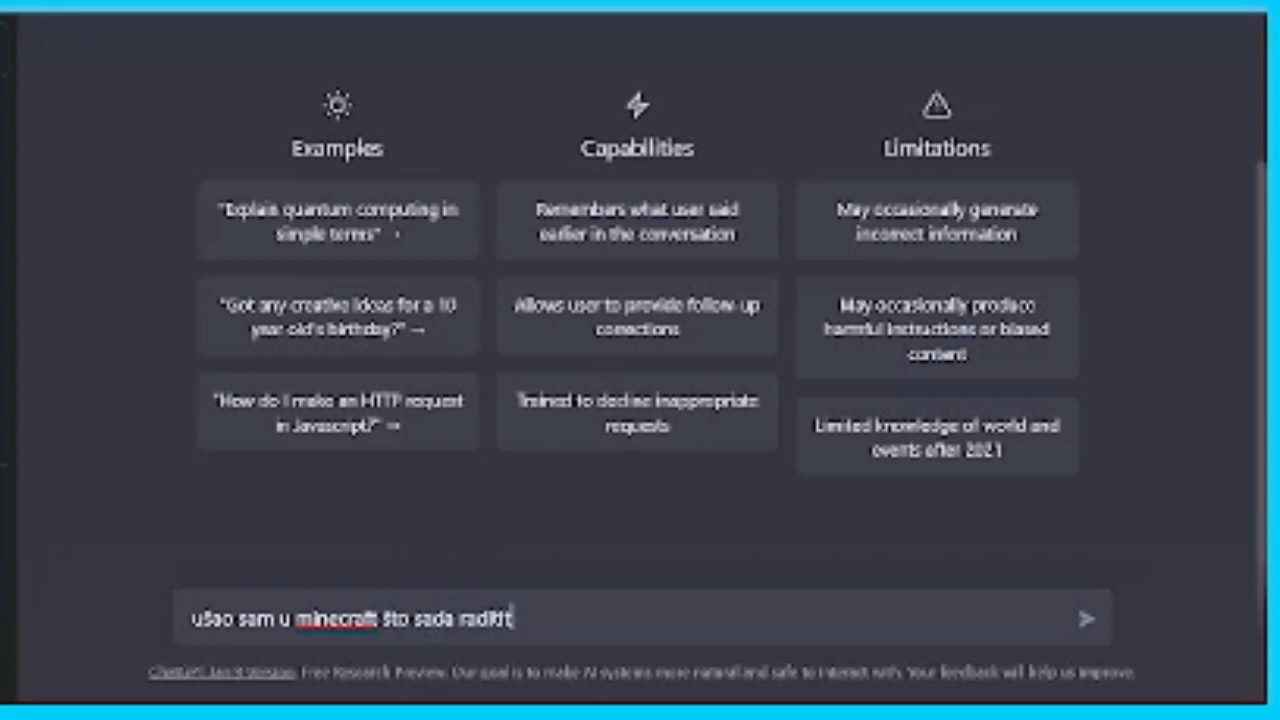 Examples
Capabilities
Limitations
"Explain quantum computing in
simple terms" →
"Got any creative ideas for a 10
year old's birthday?" →
"How do I make an HTTP request
in Javascript?" →
Remembers what user said
earlier in the conversation
Allows user to provide follow-up
corrections
Trained to decline inappropriate
requests
May occasionally generate
incorrect information
May occasionally produce
harmful instructions or biased
content
Limited knowledge of world and
events after 2021
ušao sam u minecraft što sada raditit
ChatGPT Jan 9 Version. Free Research Preview. Our goal is to make AI systems more natural and safe to interact with. Your feedback will help us improve.